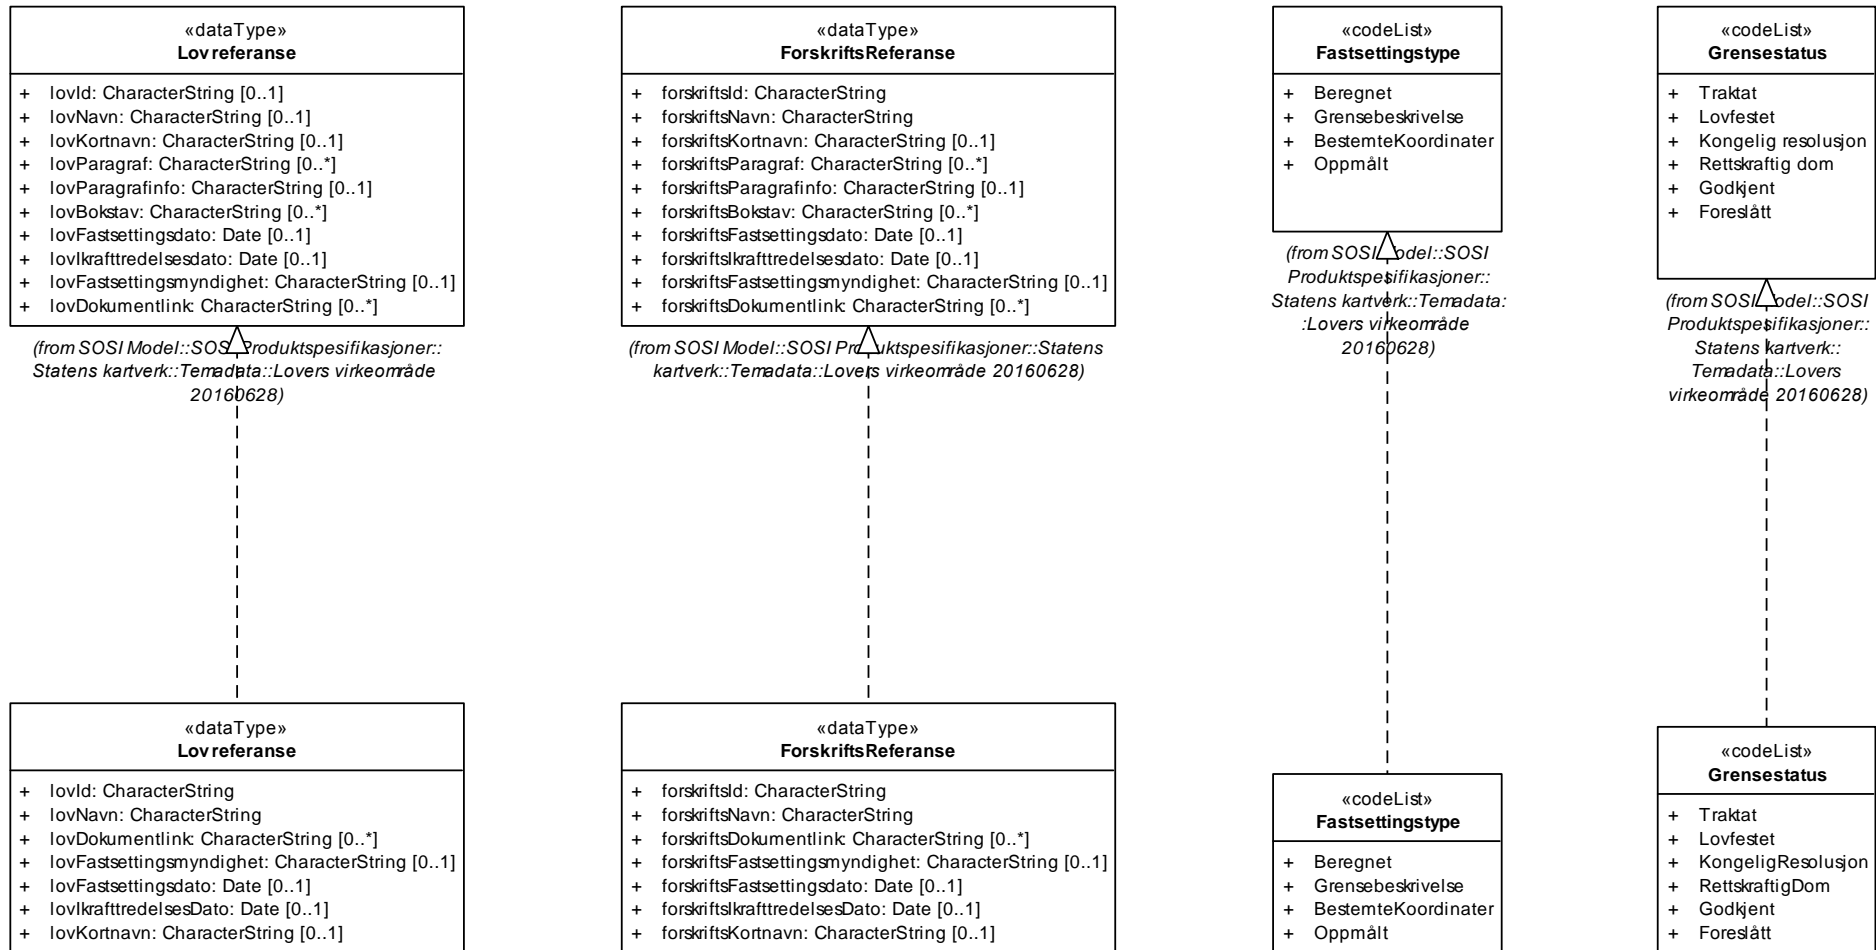 «dataType»
Lovreferanse
+ lovId: CharacterString [0..1]
+ lovNavn: CharacterString [0..1]
+ lovKortnavn: CharacterString [0..1]
+ lovParagraf: CharacterString [0..*]
+ lovParagrafinfo: CharacterString [0..1]
+ lovBokstav: CharacterString [0..*]
+ lovFastsettingsdato: Date [0..1]
+ lovIkrafttredelsesdato: Date [0..1]
+ lovFastsettingsmyndighet: CharacterString [0..1]
+ lovDokumentlink: CharacterString [0..*]
(from SOSI Model::SOSI Produktspesifikasjoner::
Statens kartverk::Temadata::Lovers virkeområde
20160628)
«dataType»
ForskriftsReferanse
+ forskriftsId: CharacterString
+ forskriftsNavn: CharacterString
+ forskriftsKortnavn: CharacterString [0..1]
+ forskriftsParagraf: CharacterString [0..*]
+ forskriftsParagrafinfo: CharacterString [0..1]
+ forskriftsBokstav: CharacterString [0..*]
+ forskriftsFastsettingsdato: Date [0..1]
+ forskriftsIkrafttredelsesdato: Date [0..1]
+ forskriftsFastsettingsmyndighet: CharacterString [0..1]
+ forskriftsDokumentlink: CharacterString [0..*]
(from SOSI Model::SOSI Produktspesifikasjoner::Statens
kartverk::Temadata::Lovers virkeområde 20160628)
«codeList»
Fastsettingstype
+ Beregnet
+ Grensebeskrivelse
+ BestemteKoordinater
+ Oppmålt
(from SOSI Model::SOSI
Produktspesifikasjoner::
Statens kartverk::Temadata:
:Lovers virkeområde
20160628)
«codeList»
Grensestatus
+ Traktat
+ Lovfestet
+ Kongelig resolusjon
+ Rettskraftig dom
+ Godkjent
+ Foreslått
(from SOSI Model::SOSI
Produktspesifikasjoner::
Statens kartverk::
Temadata::Lovers
virkeområde 20160628)
«dataType»
Lovreferanse
+ lovId: CharacterString
+ lovNavn: CharacterString
+ lovDokumentlink: CharacterString [0..*]
+ lovFastsettingsmyndighet: CharacterString [0..1]
+ lovFastsettingsdato: Date [0..1]
+ lovIkrafttredelsesDato: Date [0..1]
+ lovKortnavn: CharacterString [0..1]
«dataType»
ForskriftsReferanse
+ forskriftsId: CharacterString
+ forskriftsNavn: CharacterString
+ forskriftsDokumentlink: CharacterString [0..*]
+ forskriftsFastsettingsmyndighet: CharacterString [0..1]
+ forskriftsFastsettingsdato: Date [0..1]
+ forskriftsIkrafttredelsesDato: Date [0..1]
+ forskriftsKortnavn: CharacterString [0..1]
«codeList»
Fastsettingstype
+ Beregnet
+ Grensebeskrivelse
+ BestemteKoordinater
+ Oppmålt
«codeList»
Grensestatus
+ Traktat
+ Lovfestet
+ KongeligResolusjon
+ RettskraftigDom
+ Godkjent
+ Foreslått